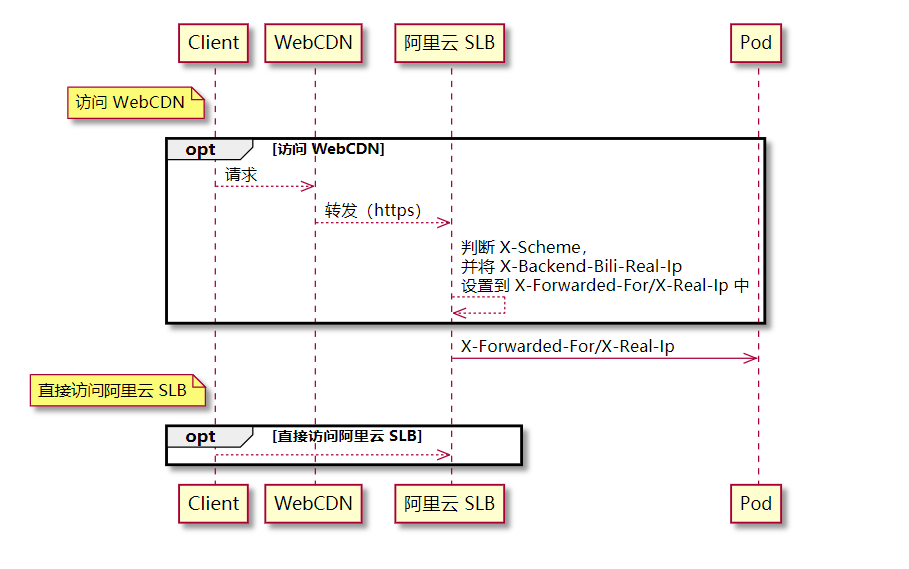 Client
WebCDN
阿里云 SLB
Pod
访问 WebCDN
opt
[访问 WebCDN]
请求
转发（https）
判断 X-Scheme，
并将 X-Backend-Bili-Real-Ip
设置到 X-Forwarded-For/X-Real-Ip 中
X-Forwarded-For/X-Real-Ip
直接访问阿里云 SLB
opt
[直接访问阿里云 SLB]
Client
WebCDN
阿里云 SLB
Pod